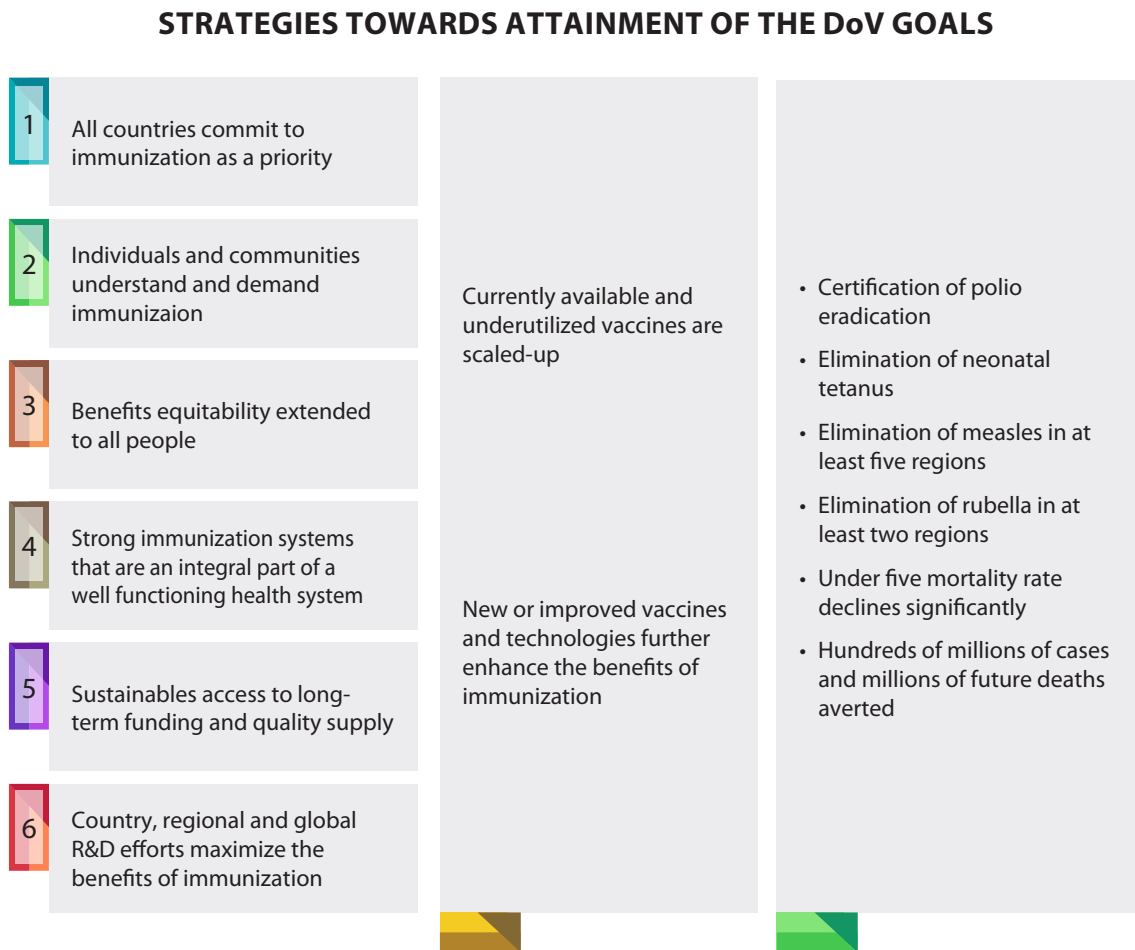 STRATEGIES TOWARDS ATTAINMENT OF THE DoV GOALS
1
All countries commit to
immunization as a priority
2
Individuals and communities
understand and demand
immunizaion
3
Benefits equitability extended
to all people
4
Strong immunization systems
that are an integral part of a
well functioning health system
5
Sustainables access to long-
term funding and quality supply
6
Country, regional and global
R&D efforts maximize the
benefits of immunization
Currently available and
underutilized vaccines are
scaled-up
New or improved vaccines
and technologies further
enhance the benefits of
immunization
• Certification of polio
eradication
• Elimination of neonatal
tetanus
• Elimination of measles in at
least five regions
• Elimination of rubella in at
least two regions
• Under five mortality rate
declines significantly
• Hundreds of millions of cases
and millions of future deaths
averted